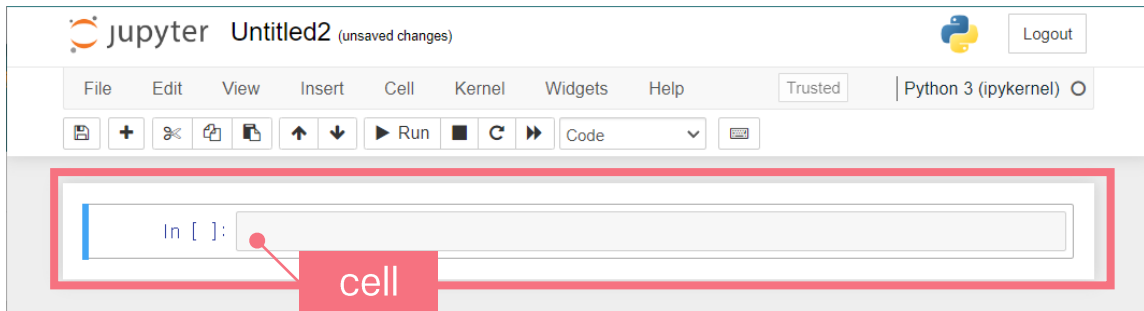 jupyter Untitled2 (unsaved changes) Logout
File Edit View Insert Cell Kernel Widgets Help Trusted Python 3 (ipykernel)
Run Code
In [ ]:
cell